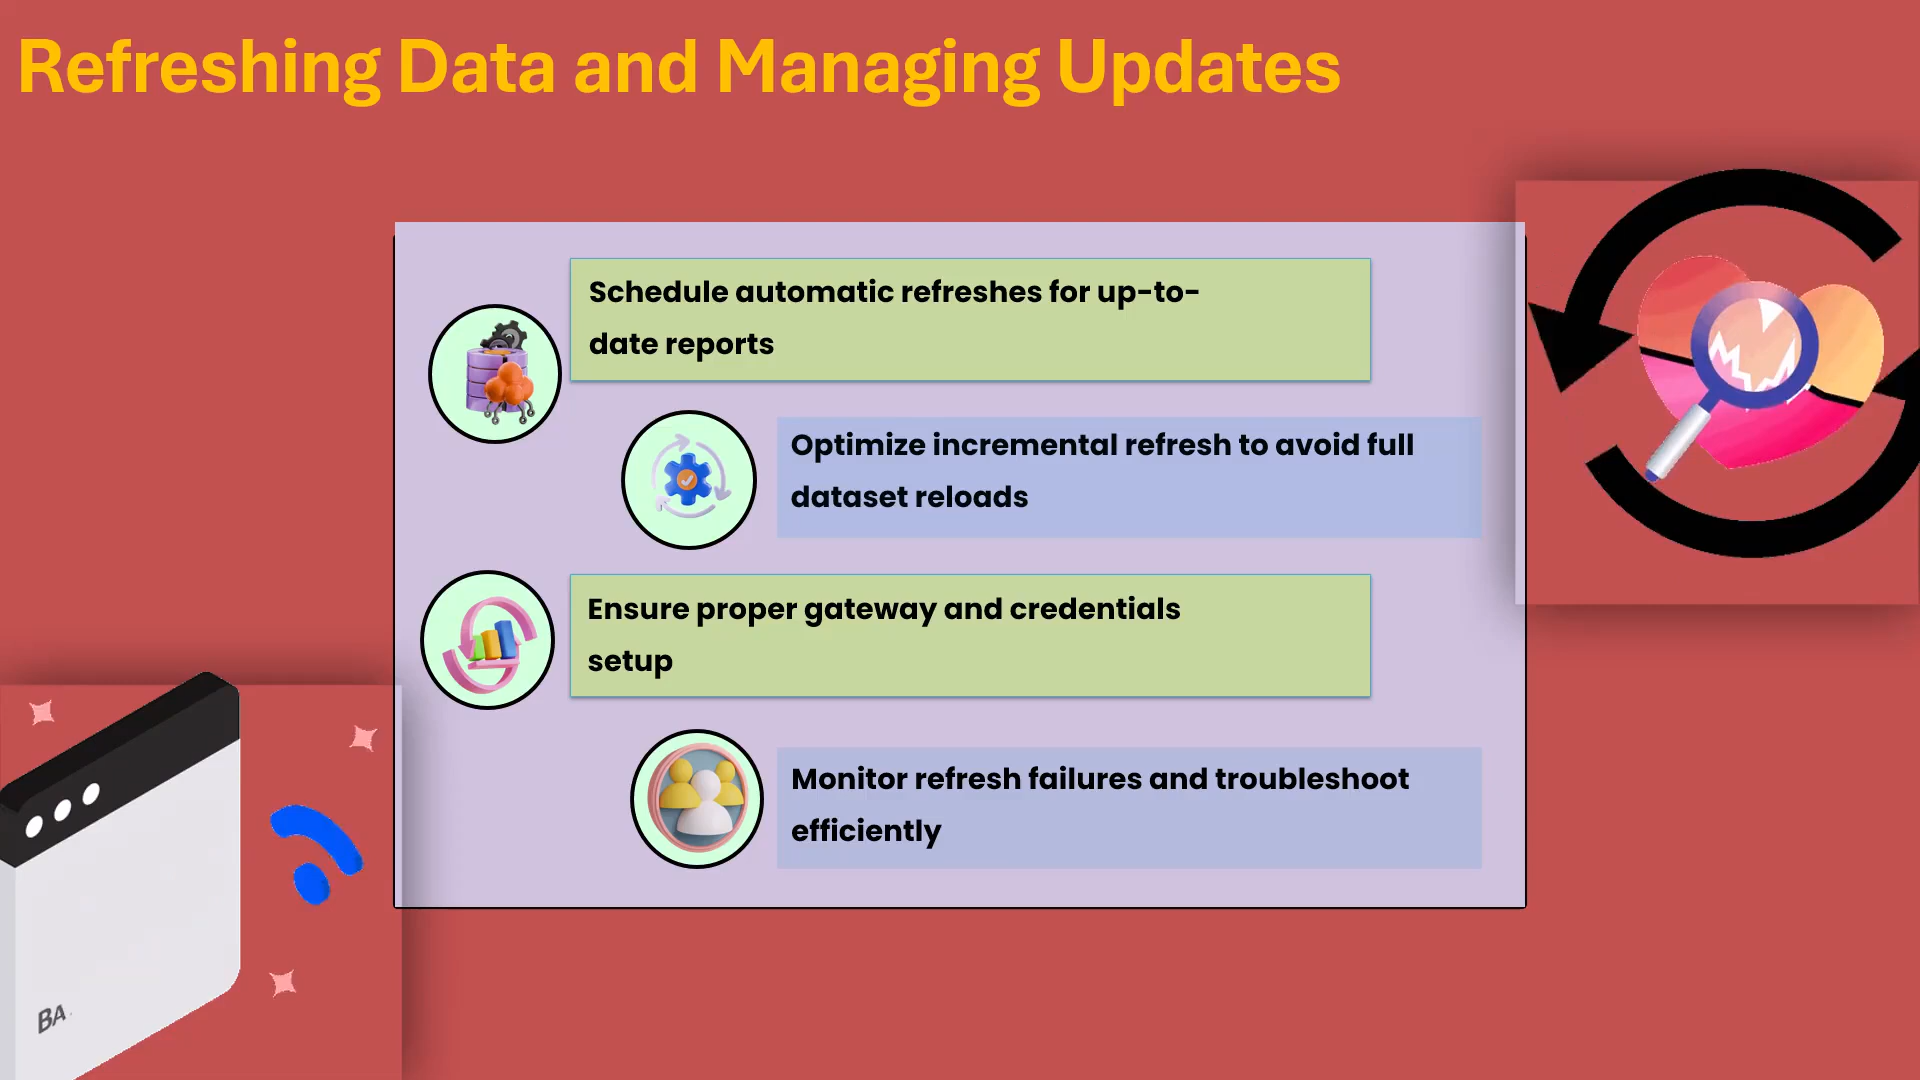 Refreshing Data and Managing Updates
Schedule automatic refreshes for up-to-
date reports
Optimize incremental refresh to avoid full
dataset reloads
Ensure proper gateway and credentials
setup
Monitor refresh failures and troubleshoot
efficiently
BA